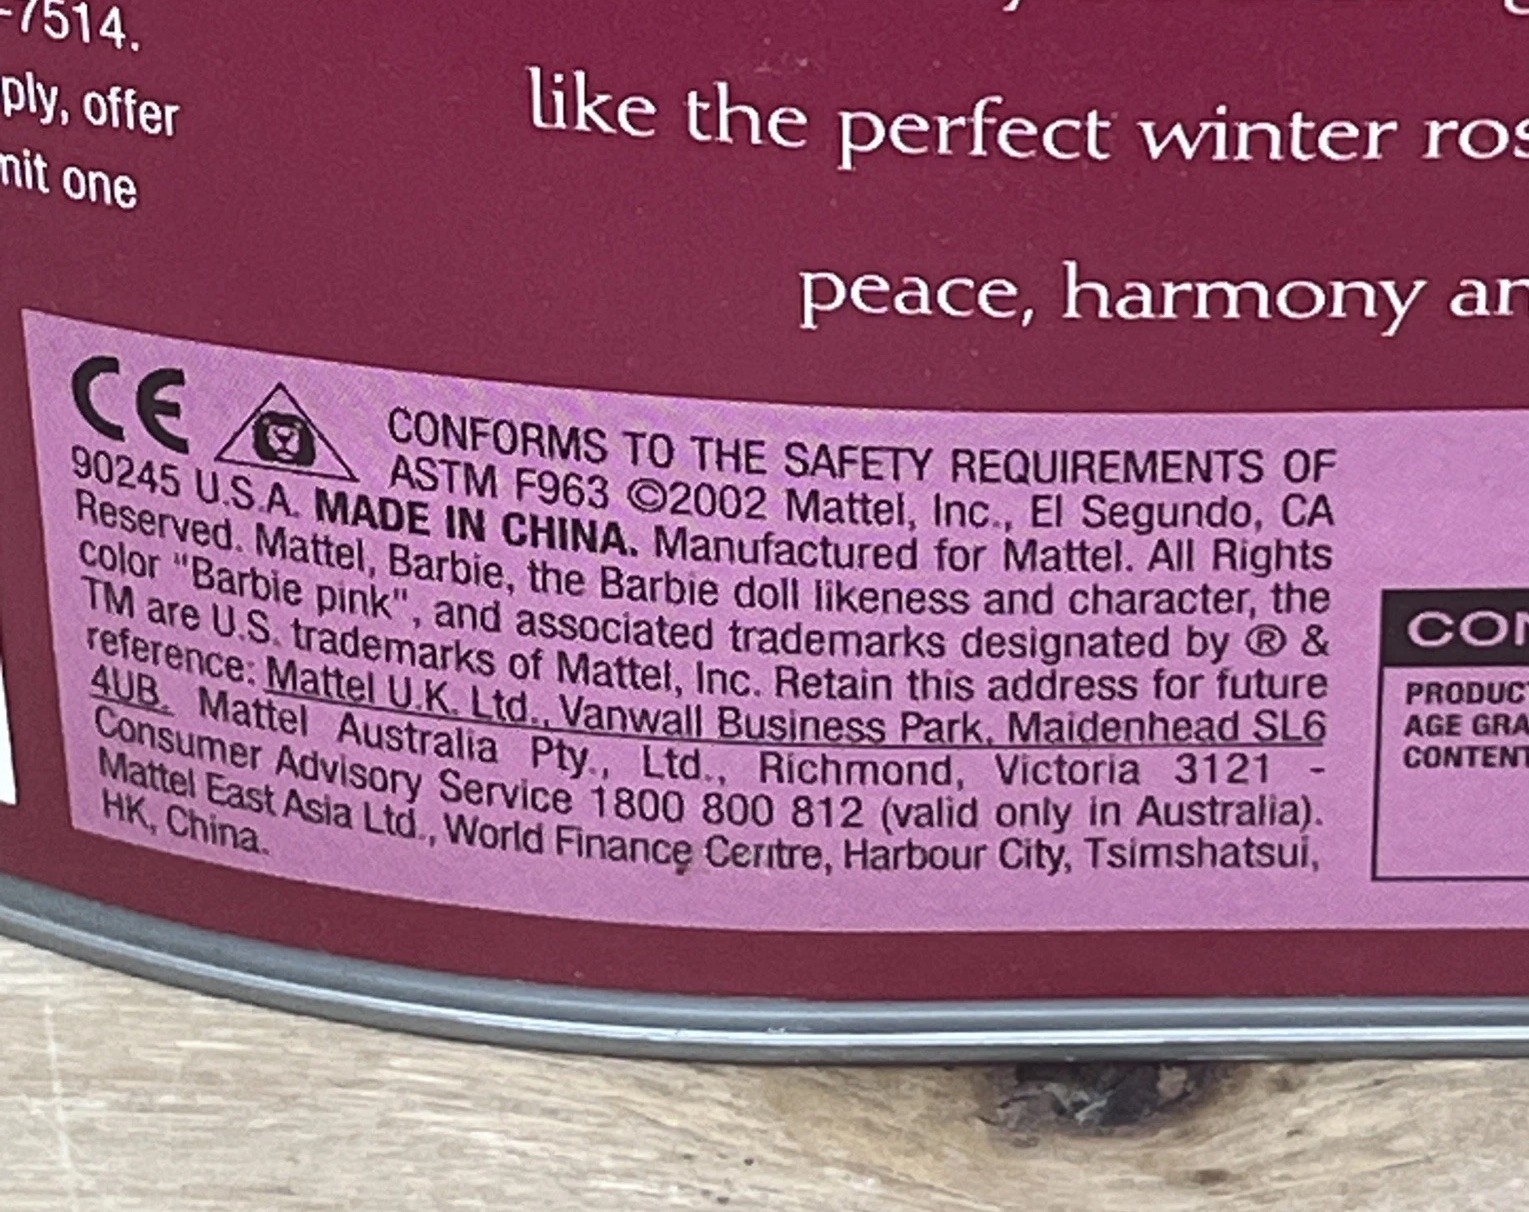 -7514.
ply, offer
mit one
like the perfect winter ros
peace, harmony an
CE
CONFORMS TO THE SAFETY REQUIREMENTS OF
ASTM F963 ©2002 Mattel, Inc., El Segundo, CA
90245 U.S.A. MADE IN CHINA. Manufactured for Mattel. All Rights
Reserved. Mattel, Barbie, the Barbie doll likeness and character, the
color "Barbie pink", and associated trademarks designated by ® &
TM are U.S. trademarks of Mattel, Inc. Retain this address for future
reference: Mattel U.K. Ltd., Vanwall Business Park, Maidenhead SL6
4UB. Mattel Australia Pty., Ltd., Richmond, Victoria 3121 -
Consumer Advisory Service 1800 800 812 (valid only in Australia).
Mattel East Asia Ltd., World Finance Centre, Harbour City, Tsimshatsui,
HK, China.
CON
PRODUCT
AGE GRA
CONTENT